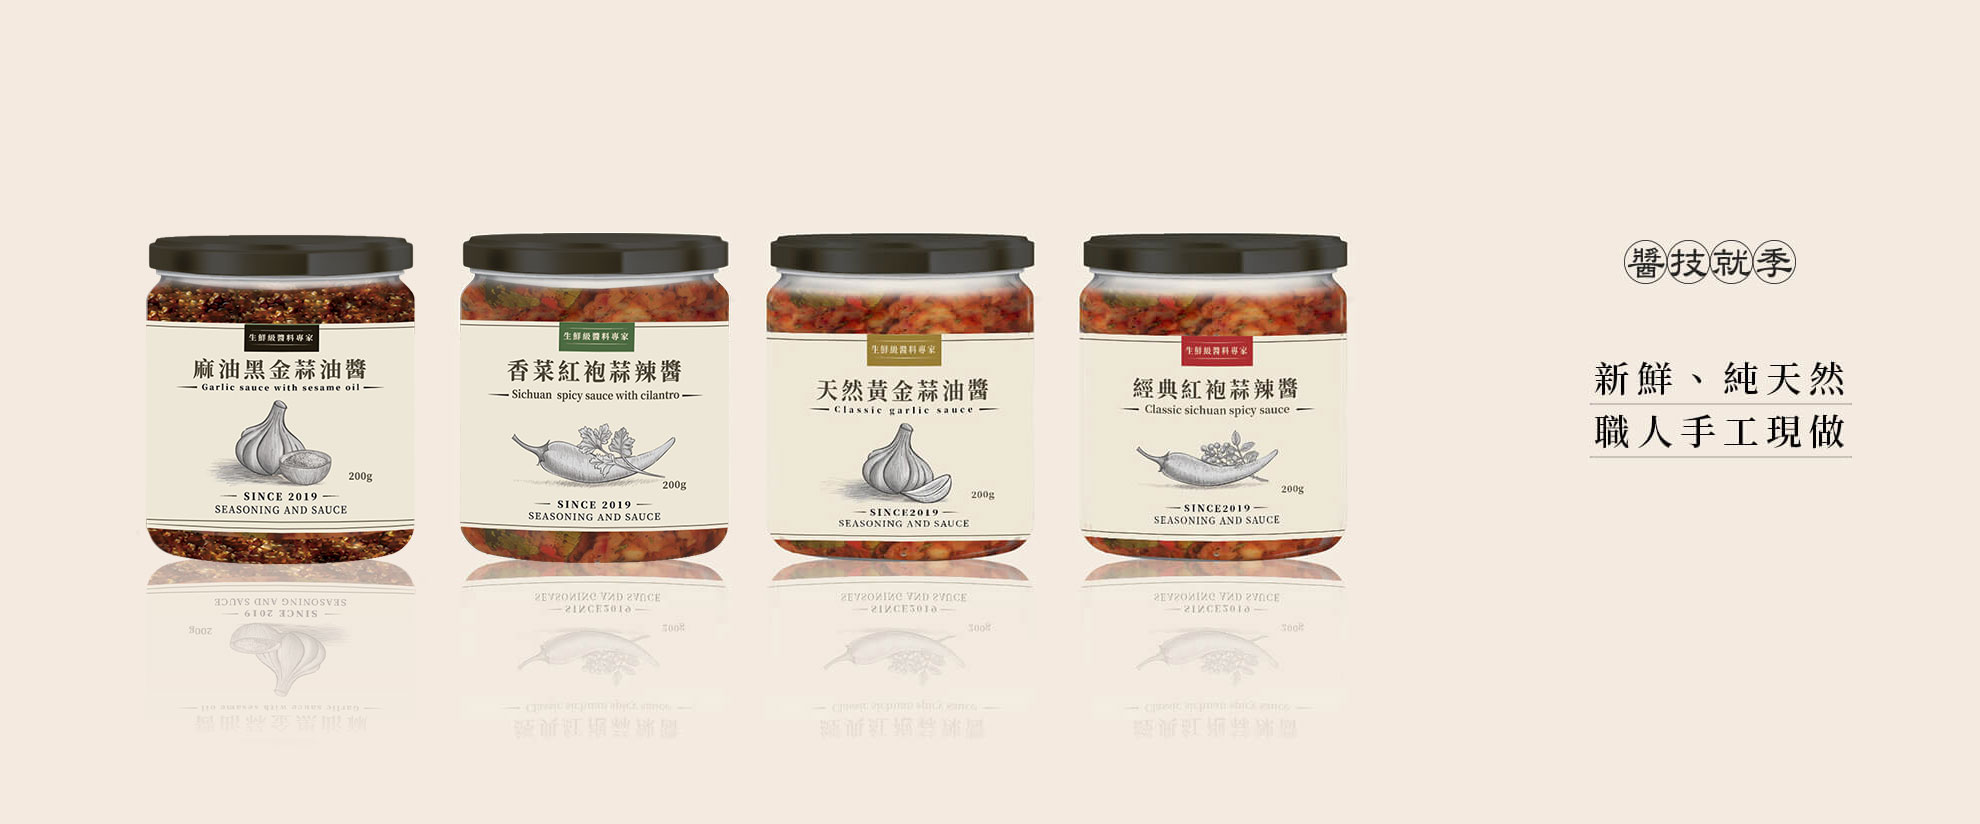 生鮮級醬料專家
麻油黑金蒜油醬
Garlic sauce with sesame oil
200g
SINCE 2019
SEASONING AND SAUCE
生鮮級醬料專家
香菜紅袍蒜辣醬
Sichuan spicy sauce with cilantro
200g
SINCE 2019
SEASONING AND SAUCE
生鮮級醬料專家
天然黃金蒜油醬
Classic garlic sauce
200g
SINCE2019
SEASONING AND SAUCE
生鮮級醬料專家
經典紅袍蒜辣醬
Classic sichuan spicy sauce
200g
SINCE2019
SEASONING AND SAUCE
醬技就季
新鮮、純天然
職人手工現做